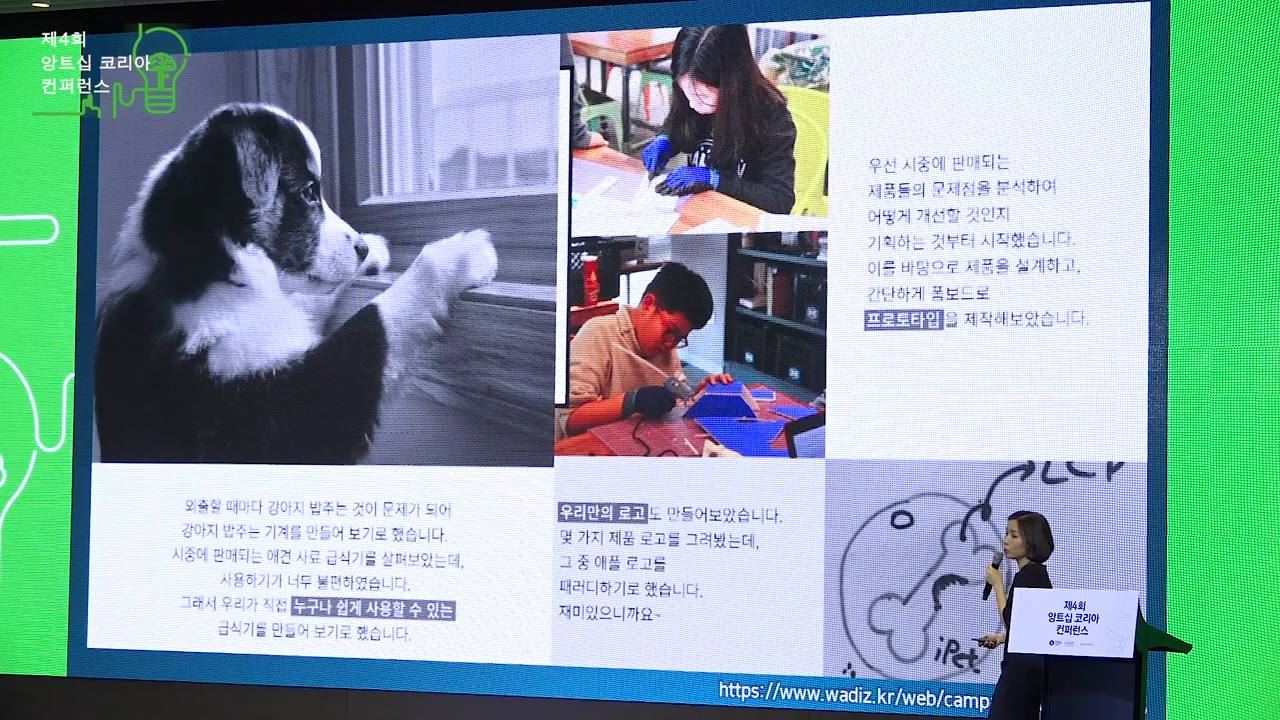 제4회
앙트십 코리아
컨퍼런스
외출할 때마다 강아지 밥주는 것이 문제가 되어
강아지 밥주는 기계를 만들어 보기로 했습니다.
시중에 판매되는 애견 사료 급식기를 살펴보았는데,
사용하기가 너무 불편하였습니다.
그래서 우리가 직접 누구나 쉽게 사용할 수 있는
급식기를 만들어 보기로 했습니다.
우리만의 로고도 만들어보았습니다.
몇 가지 제품 로고를 그려봤는데,
그 중 애플 로고를
패러디하기로 했습니다.
재미있으니까요~
우선 시중에 판매되는
제품들의 문제점을 분석하여
어떻게 개선할 것인지
기획하는 것부터 시작했습니다.
이를 바탕으로 제품을 설계하고,
간단하게 폼보드로
프로토타입을 제작해보았습니다.
iPet
https://www.wadiz.kr/web/camp
제4회
앙트십 코리아
컨퍼런스